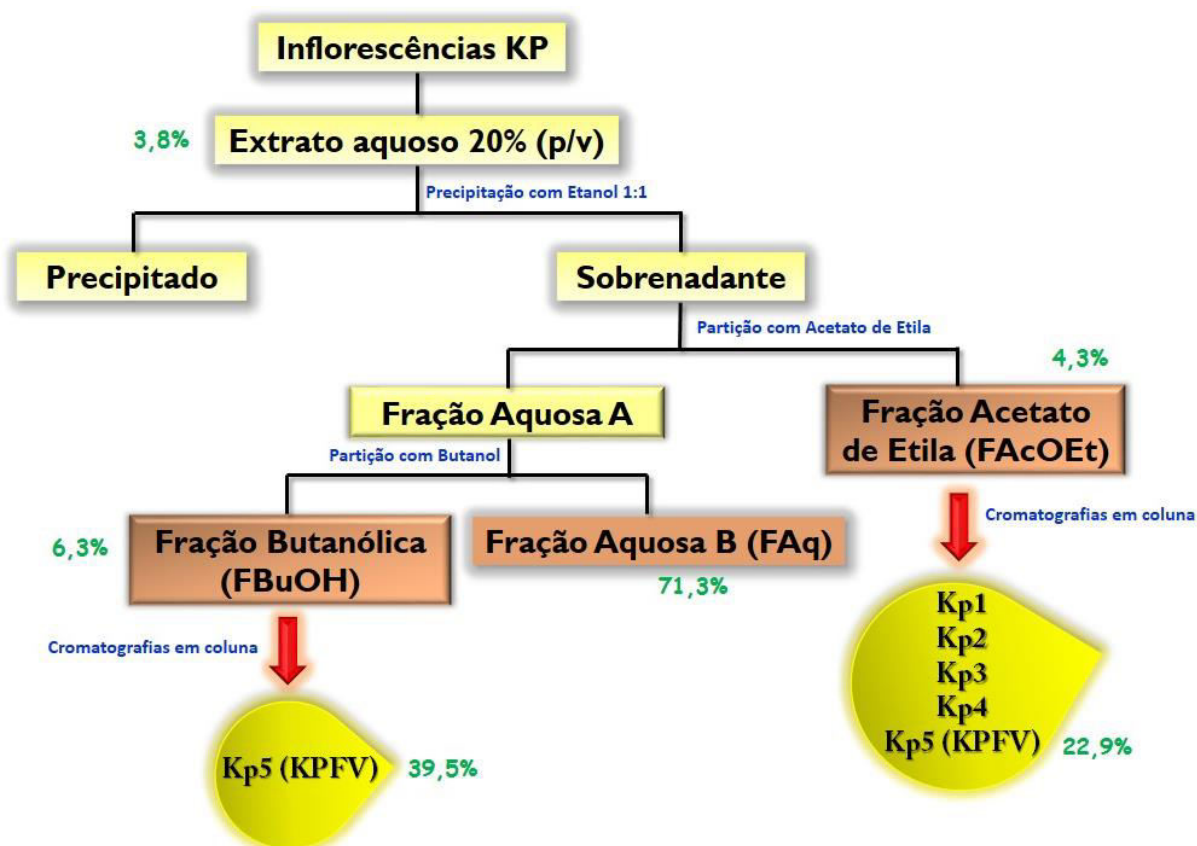 Inflorescências KP
3,8%
Extrato aquoso 20% (p/v)
Precipitação com Etanol 1:1
Precipitado
Sobrenadante
Partição com Acetato de Etila
4,3%
Fração Aquosa A
Fração Acetato
de Etila (FAcOEt)
Partição com Butanol
Cromatografias em coluna
6,3%
Fração Butanólica
(FBuOH)
Fração Aquosa B (FAq)
71,3%
Cromatografias em coluna
Kp1
Kp2
Kp3
Kp4
Kp5 (KPFV)
22,9%
Kp5 (KPFV)
39,5%